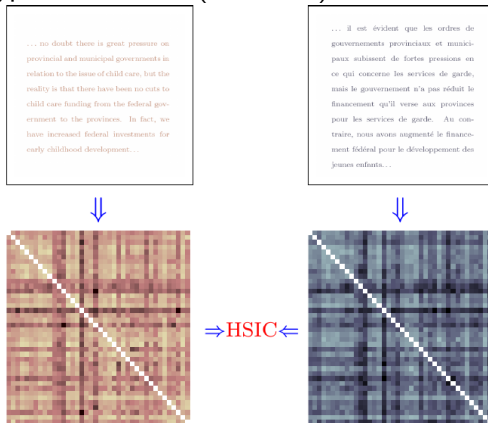 ... no doubt there is great pressure on
provincial and municipal governments in
relation to the issue of child care, but the
reality is that there have been no cuts to
child care funding from the federal gov-
ernment to the provinces. In fact, we
have increased federal investments for
early childhood development...
... il est évident que les ordres de
gouvernements provinciaux et munici-
paux subissent de fortes pressions en
ce qui concerne les services de garde,
mais le gouvernement n'a pas réduit le
financement qu'il verse aux provinces
pour les services de garde. Au con-
traire, nous avons augmenté le finance-
ment fédéral pour le développement des
jeunes enfants...
⇒HSIC⇐